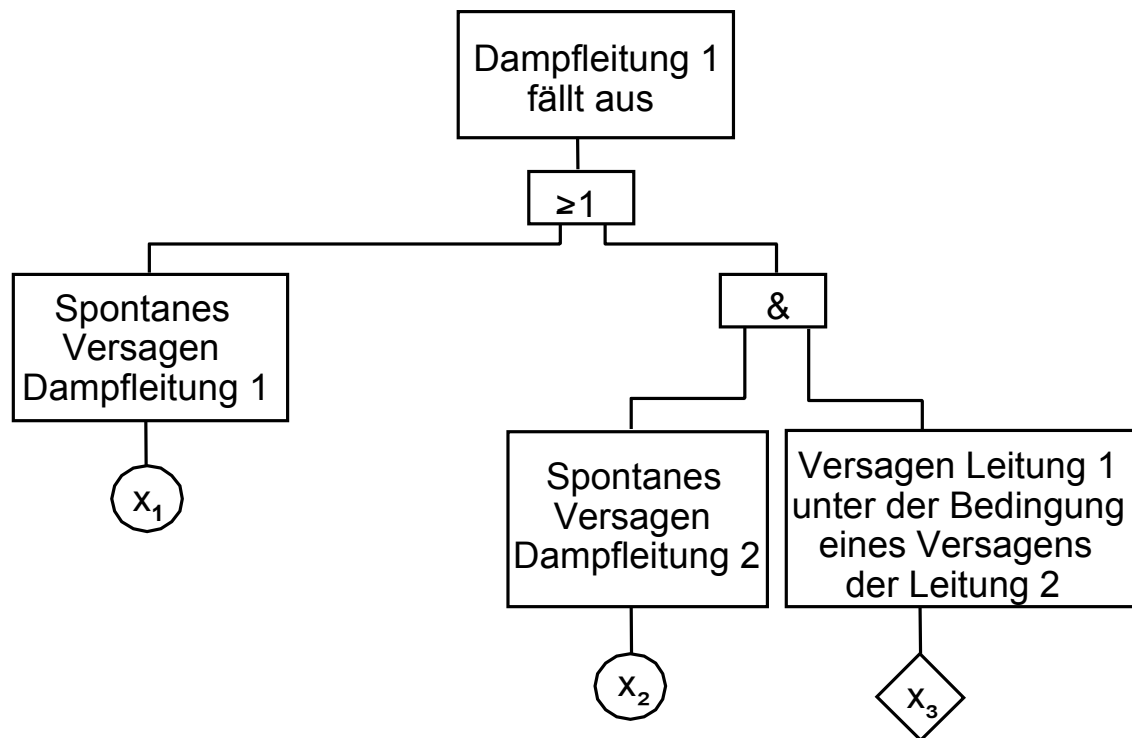 Dampfleitung 1
fällt aus
≥1
Spontanes
Versagen
Dampfleitung 1
&
Spontanes
Versagen
Dampfleitung 2
Versagen Leitung 1
unter der Bedingung
eines Versagens
der Leitung 2
x₁
x₂
x₃